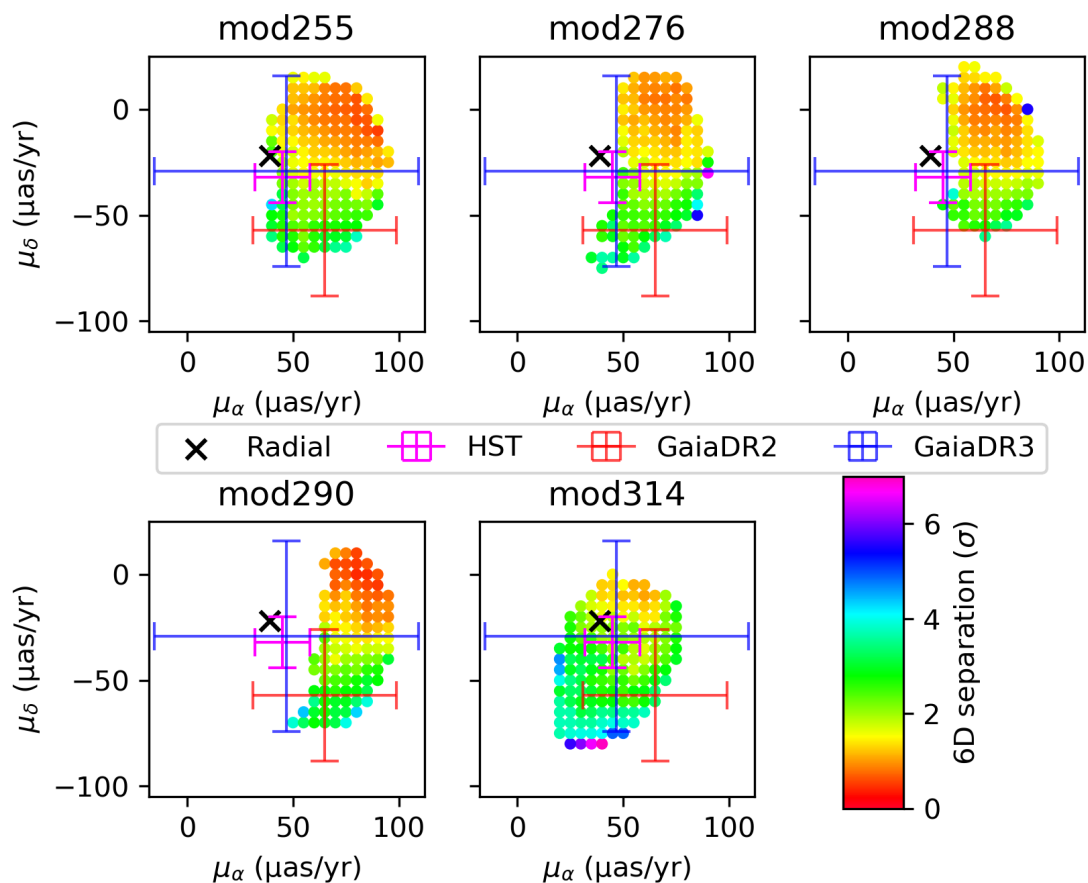 mod255 mod276 mod288
μδ (μas/yr)
0
−50
−100
0 50 100 0 50 100 0 50 100
μα (μas/yr) μα (μas/yr) μα (μas/yr)
Radial HST GaiaDR2 GaiaDR3
mod290 mod314
μδ (μas/yr)
0
−50
−100
0 50 100 0 50 100
μα (μas/yr) μα (μas/yr)
6
4
2
0
6D separation (σ)